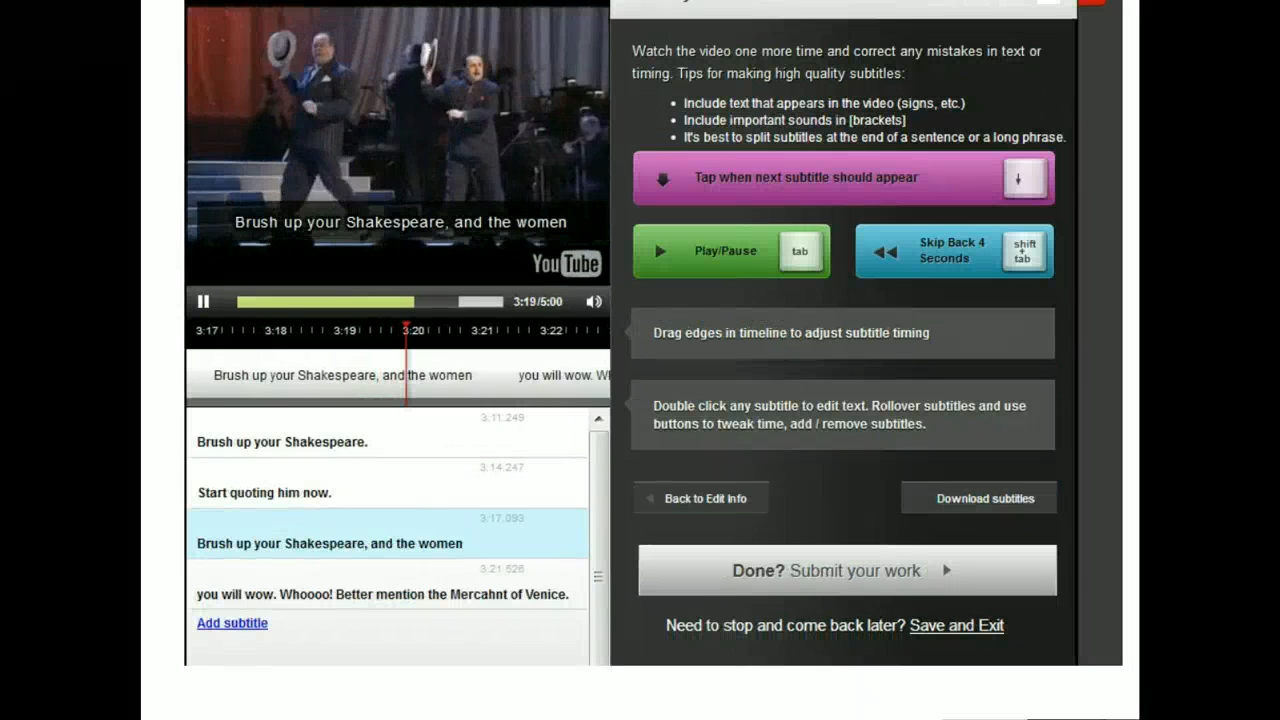 Brush up your Shakespeare, and the women
YouTube
3:19/5:00
3:17 3:18 3:19 3:20 3:21 3:22
Brush up your Shakespeare, and the women you will wow.
3:11.249
Brush up your Shakespeare.
3:14.247
Start quoting him now.
3:17.093
Brush up your Shakespeare, and the women
3:21.526
you will wow. Whoooo! Better mention the Mercahnt of Venice.
Add subtitle
Watch the video one more time and correct any mistakes in text or
timing. Tips for making high quality subtitles:
• Include text that appears in the video (signs, etc.)
• Include important sounds in [brackets]
• It's best to split subtitles at the end of a sentence or a long phrase.
Tap when next subtitle should appear ↓
Play/Pause tab
Skip Back 4
Seconds
shift
+
tab
Drag edges in timeline to adjust subtitle timing
Double click any subtitle to edit text. Rollover subtitles and use
buttons to tweak time, add / remove subtitles.
Back to Edit Info
Download subtitles
Done? Submit your work
Need to stop and come back later? Save and Exit